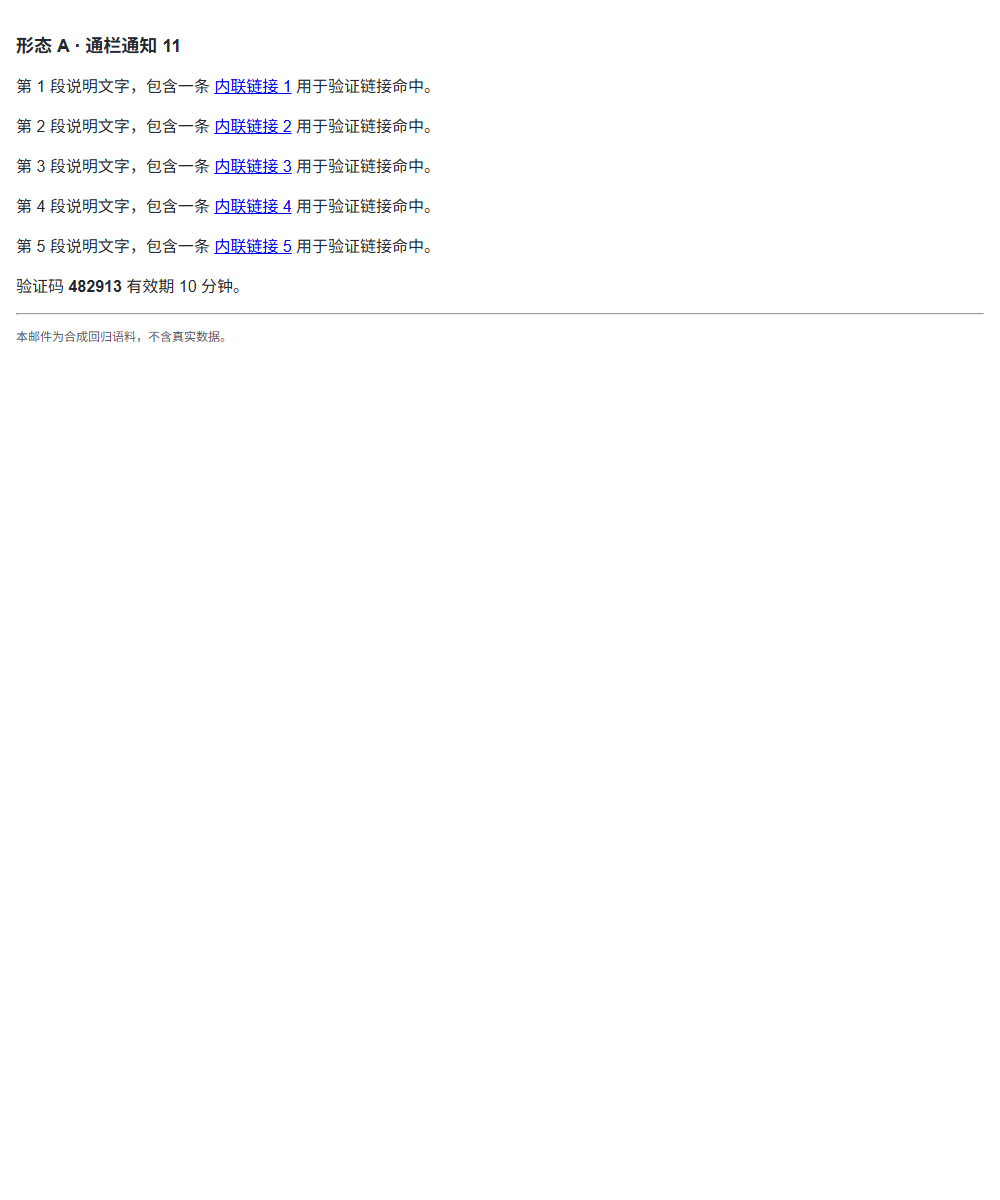 形态 A · 通栏通知 11
第 1 段说明文字，包含一条 内联链接 1 用于验证链接命中。
第 2 段说明文字，包含一条 内联链接 2 用于验证链接命中。
第 3 段说明文字，包含一条 内联链接 3 用于验证链接命中。
第 4 段说明文字，包含一条 内联链接 4 用于验证链接命中。
第 5 段说明文字，包含一条 内联链接 5 用于验证链接命中。
验证码 482913 有效期 10 分钟。
本邮件为合成回归语料，不含真实数据。